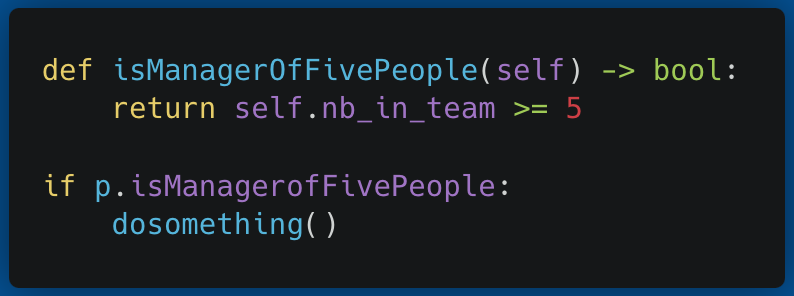 def isManagerOfFivePeople(self) -> bool:
    return self.nb_in_team >= 5
if p.isManagerofFivePeople:
    dosomething()